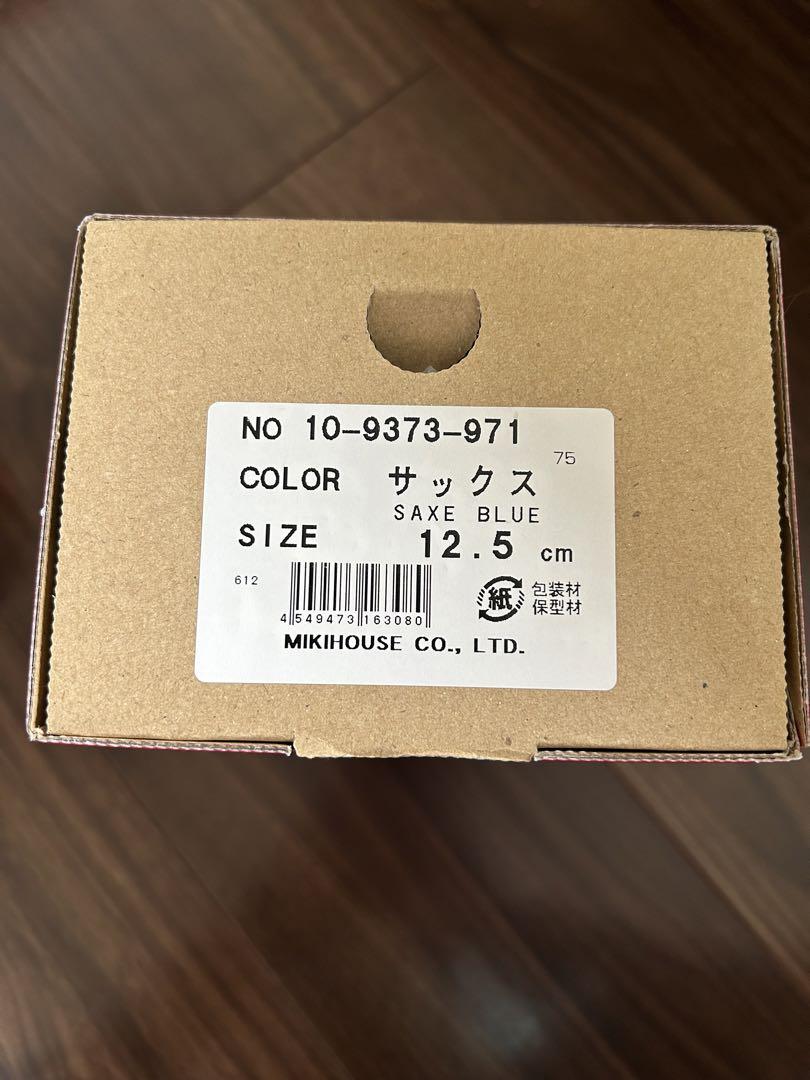 NO 10-9373-971
75
COLOR サックス
SAXE BLUE
SIZE 12.5 cm
612
4 549473 163080
紙
包装材
保型材
MIKIHOUSE CO., LTD.